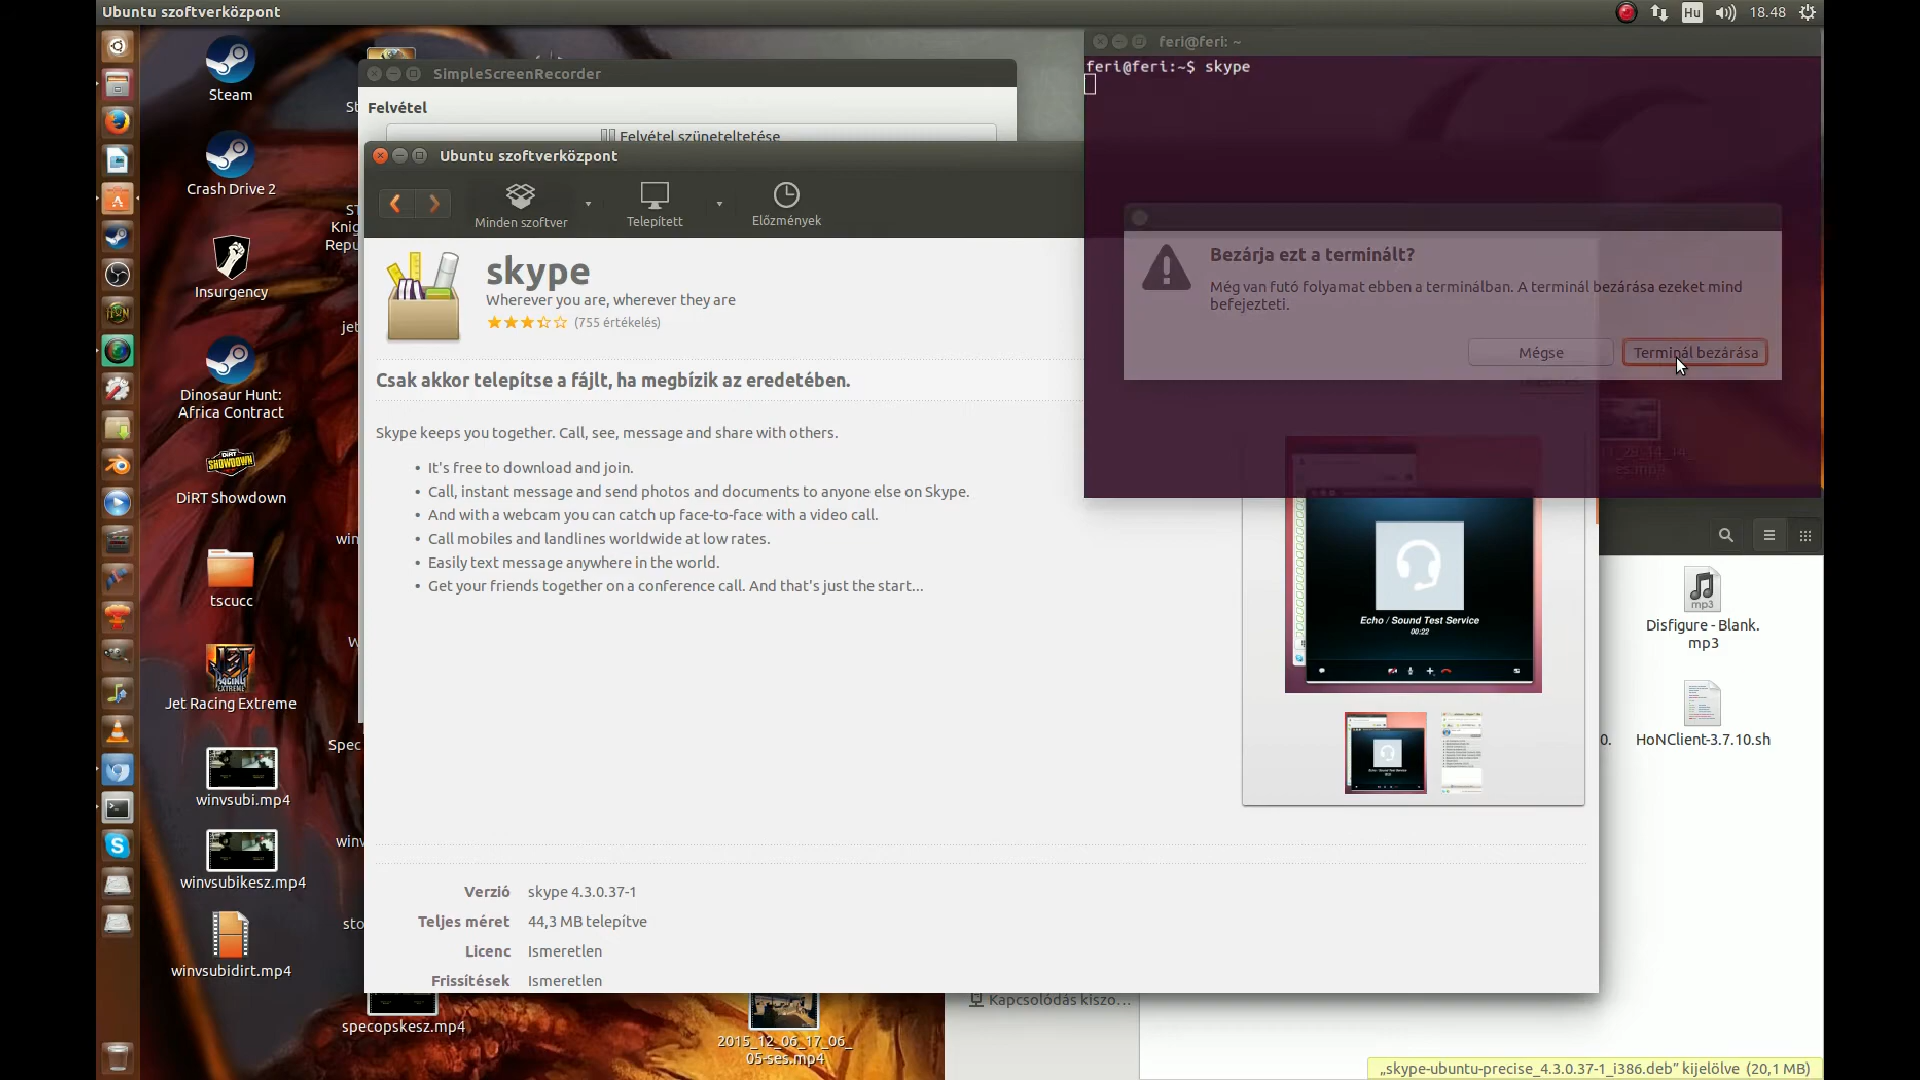 Ubuntu szoftverközpont
Hu
18.48
Steam
Crash Drive 2
Insurgency
Dinosaur Hunt:
Africa Contract
DiRT Showdown
tscucc
Jet Racing Extreme
winvsubi.mp4
winvsubikesz.mp4
winvsubidirt.mp4
SimpleScreenRecorder
Felvétel
Felvétel szüneteltetése
Ubuntu szoftverközpont
Minden szoftver
Telepített
Előzmények
skype
Wherever you are, wherever they are
(755 értékelés)
Csak akkor telepítse a fájlt, ha megbízik az eredetében.
Skype keeps you together. Call, see, message and share with others.
• It's free to download and join.
• Call, instant message and send photos and documents to anyone else on Skype.
• And with a webcam you can catch up face-to-face with a video call.
• Call mobiles and landlines worldwide at low rates.
• Easily text message anywhere in the world.
• Get your friends together on a conference call. And that's just the start...
Echo / Sound Test Service
00:22
Verzió skype 4.3.0.37-1
Teljes méret 44,3 MB telepítve
Licenc Ismeretlen
Frissítések Ismeretlen
feri@feri: ~
feri@feri:~$ skype
Bezárja ezt a terminált?
Még van futó folyamat ebben a terminálban. A terminál bezárása ezeket mind
befejezteti.
Mégse
Terminál bezárása
mp3
Disfigure - Blank.
mp3
HoNClient-3.7.10.sh
specopskesz.mp4
2015_12_06_17_06_
05-ses.mp4
Kapcsolódás kiszo...
„skype-ubuntu-precise_4.3.0.37-1_i386.deb” kijelölve (20,1 MB)